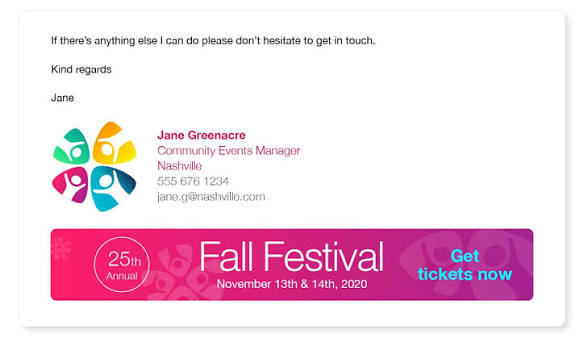 If there’s anything else I can do please don’t hesitate to get in touch.
Kind regards
Jane
Jane Greenacre
Community Events Manager
Nashville
555 676 1234
jane.g@nashville.com
25th
Annual
Fall Festival
November 13th & 14th, 2020
Get
tickets now